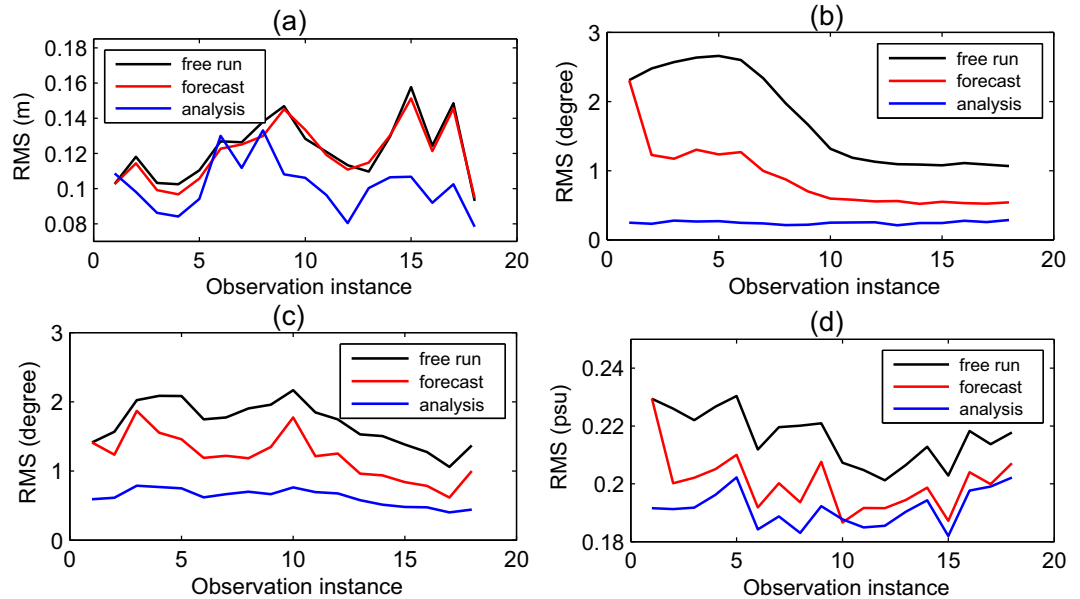 (a)
RMS (m)
0.18
0.16
0.14
0.12
0.1
0.08
free run
forecast
analysis
0 5 10 15 20
Observation instance
(b)
RMS (degree)
3
2
1
0
free run
forecast
analysis
0 5 10 15 20
Observation instance
(c)
RMS (degree)
3
2
1
0
free run
forecast
analysis
0 5 10 15 20
Observation instance
(d)
RMS (psu)
0.24
0.22
0.2
0.18
free run
forecast
analysis
0 5 10 15 20
Observation instance